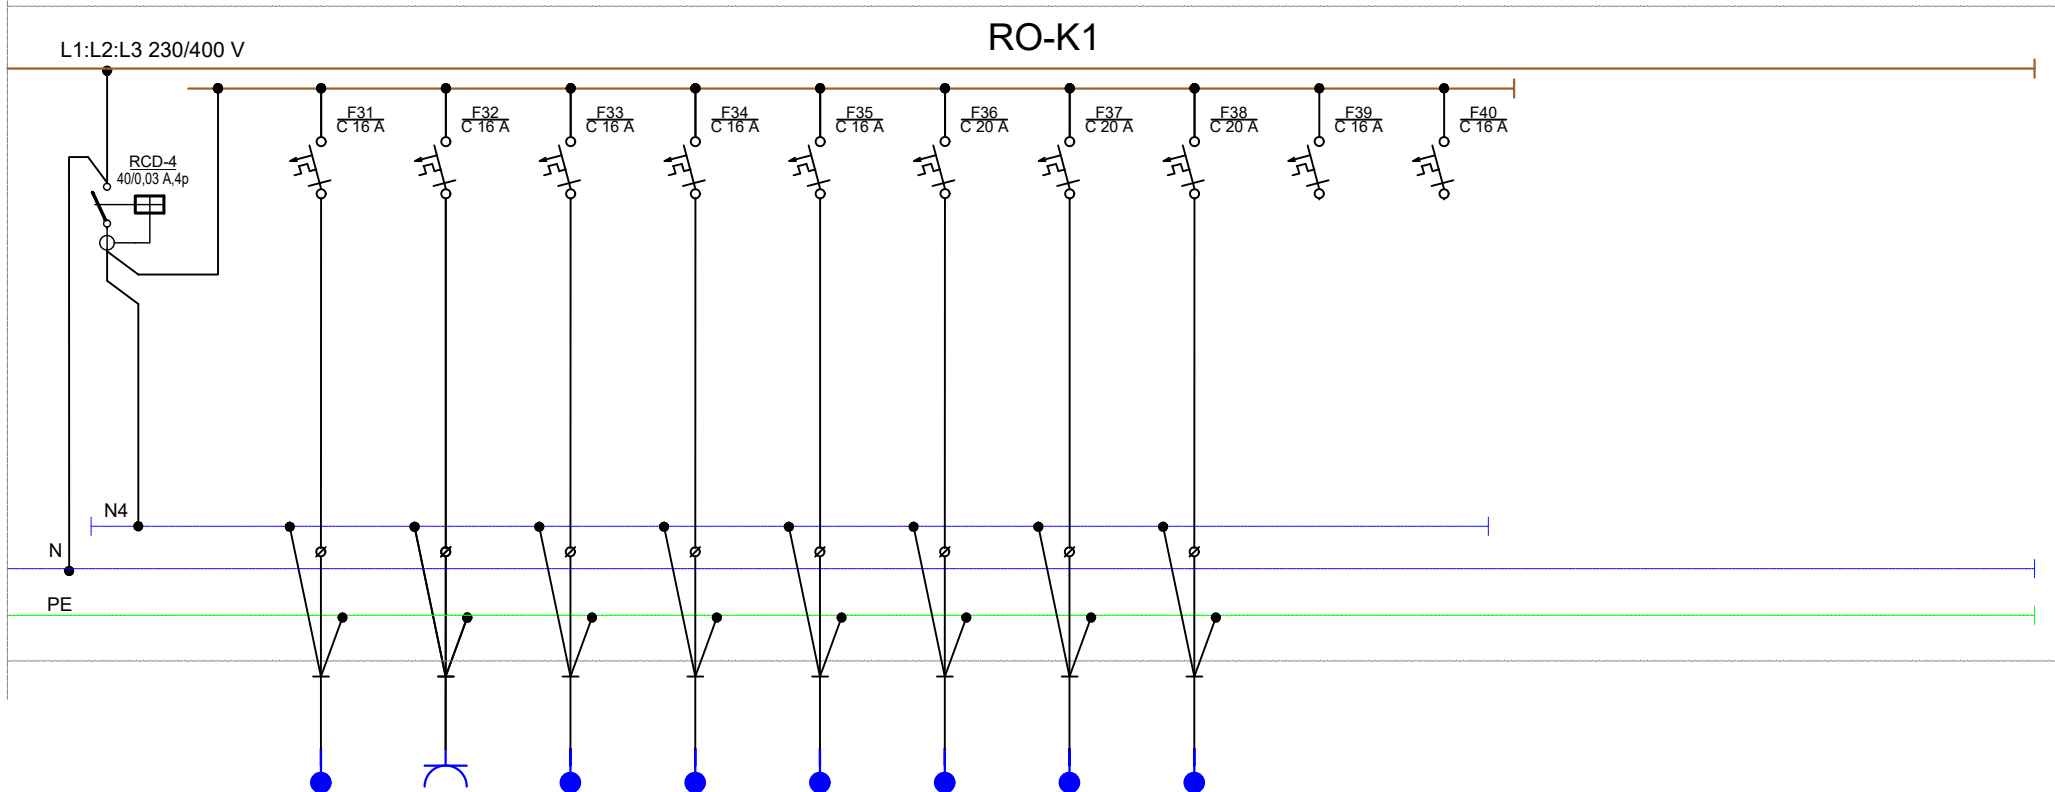 RO-K1
L1:L2:L3 230/400 V
F31
C 16 A
F32
C 16 A
F33
C 16 A
F34
C 16 A
F35
C 16 A
F36
C 20 A
F37
C 20 A
F38
C 20 A
F39
C 16 A
F40
C 16 A
RCD-4
40/0,03 A,4p
N4
N
PE